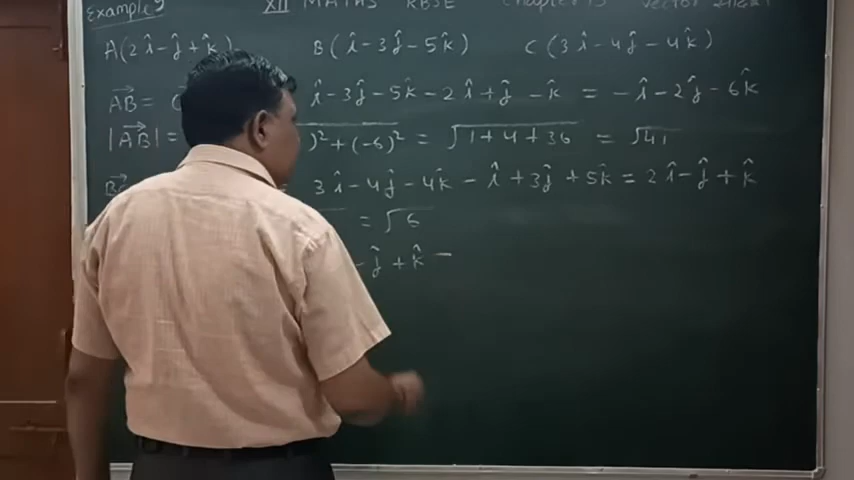 Example 9 XII MATHS RBSE Chapter 13 vector
A(2î-ĵ+k̂) B(î-3ĵ-5k̂) C(3î-4ĵ-4k̂)
AB⃗ = î-3ĵ-5k̂-2î+ĵ-k̂ = -î-2ĵ-6k̂
|AB⃗| = )²+(-6)² = √1+4+36 = √41
3î-4ĵ-4k̂-î+3ĵ+5k̂ = 2î-ĵ+k̂
= √6
-ĵ+k̂-